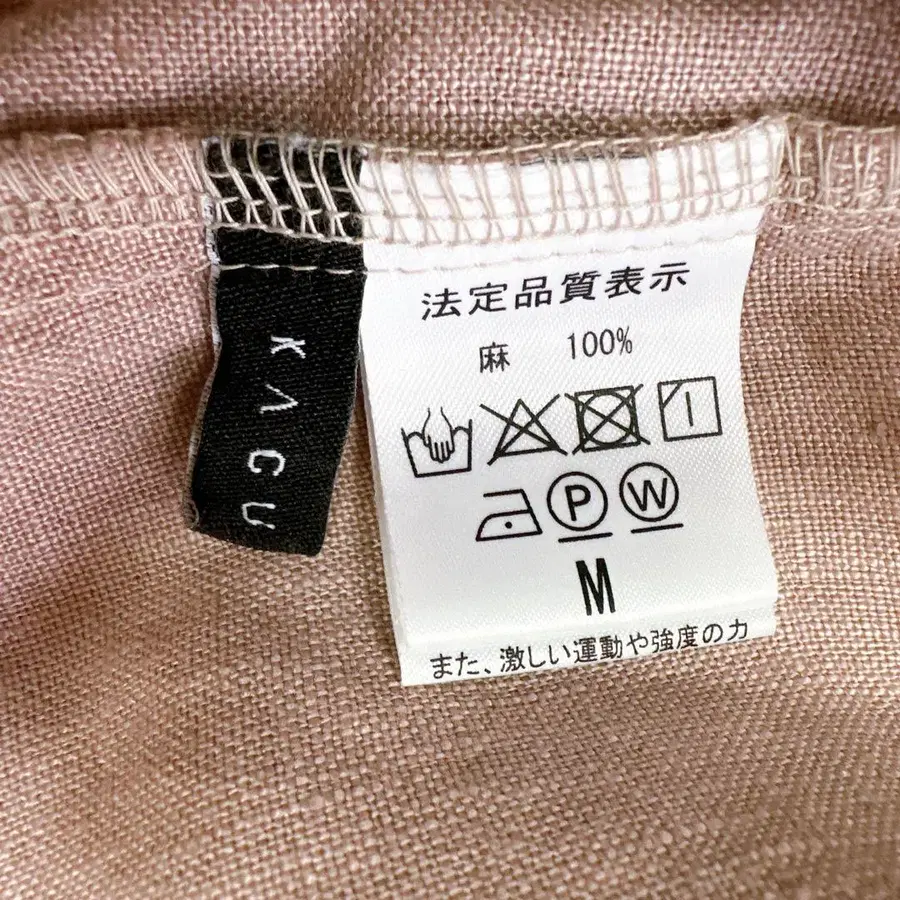 KACU
法定品質表示
麻 100%
P W
M
また、激しい運動や強度の力